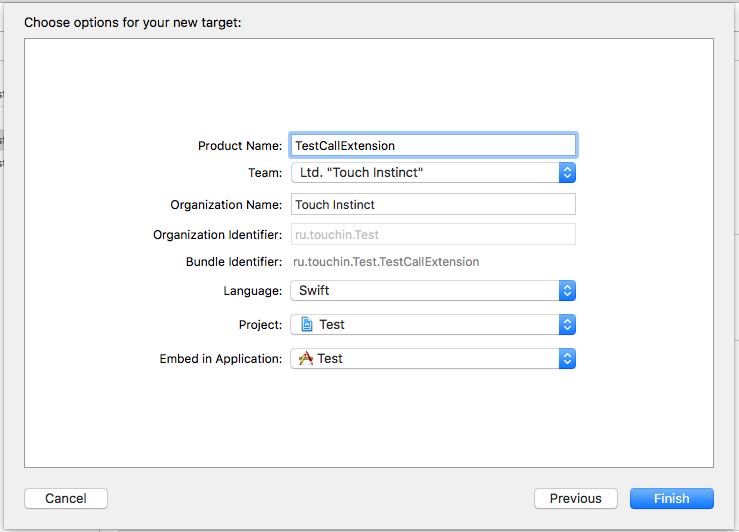 Choose options for your new target:
Product Name: TestCallExtension
Team: Ltd. "Touch Instinct"
Organization Name: Touch Instinct
Organization Identifier: ru.touchin.Test
Bundle Identifier: ru.touchin.Test.TestCallExtension
Language: Swift
Project: Test
Embed in Application: Test
Cancel Previous Finish